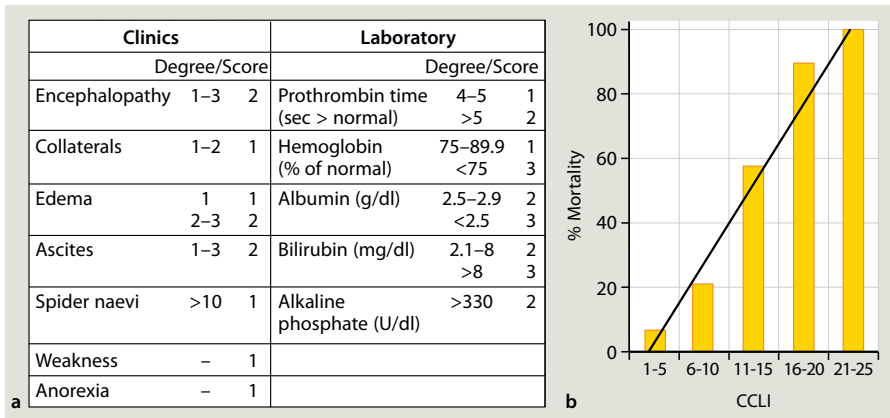 Clinics Laboratory
Degree/Score Degree/Score
Encephalopathy 1–3 2 Prothrombin time 4–5 1
(sec > normal) >5 2
Collaterals 1–2 1 Hemoglobin 75–89.9 1
(% of normal) <75 3
Edema 1 1 Albumin (g/dl) 2.5–2.9 2
2–3 2 <2.5 3
Ascites 1–3 2 Bilirubin (mg/dl) 2.1–8 2
>8 3
Spider naevi >10 1 Alkaline >330 2
phosphate (U/dl)
Weakness – 1
Anorexia – 1
a
% Mortality
100
80
60
40
20
0
1-5 6-10 11-15 16-20 21-25
b CCLI